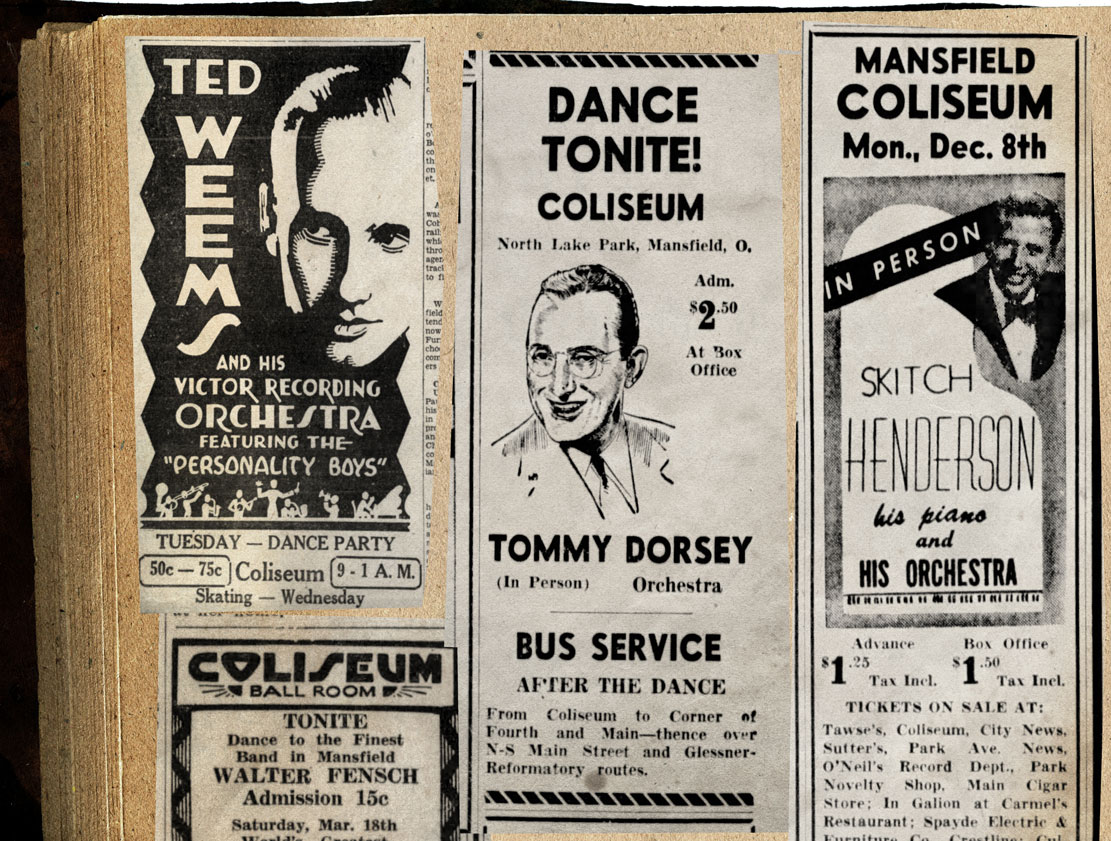 TED
WEEMS
AND HIS
VICTOR RECORDING
ORCHESTRA
FEATURING THE
"PERSONALITY BOYS"
TUESDAY — DANCE PARTY
50c — 75c Coliseum 9 - 1 A. M.
Skating — Wednesday
COLISEUM
BALL ROOM
TONITE
Dance to the Finest
Band in Mansfield
WALTER FENSCH
Admission 15c
Saturday, Mar. 18th
World's Greatest
DANCE
TONITE!
COLISEUM
North Lake Park, Mansfield, O.
Adm.
$2.50
At Box
Office
TOMMY DORSEY
(In Person) Orchestra
BUS SERVICE
AFTER THE DANCE
From Coliseum to Corner of
Fourth and Main—thence over
N-S Main Street and Glessner-
Reformatory routes.
MANSFIELD
COLISEUM
Mon., Dec. 8th
IN PERSON
SKITCH
HENDERSON
his piano
and
HIS ORCHESTRA
Advance Box Office
$1.25 $1.50
Tax Incl. Tax Incl.
TICKETS ON SALE AT:
Tawse's, Coliseum, City News,
Sutter's, Park Ave. News,
O'Neil's Record Dept., Park
Novelty Shop, Main Cigar
Store; In Galion at Carmel's
Restaurant; Spayde Electric &
Furniture Co., Crestline;